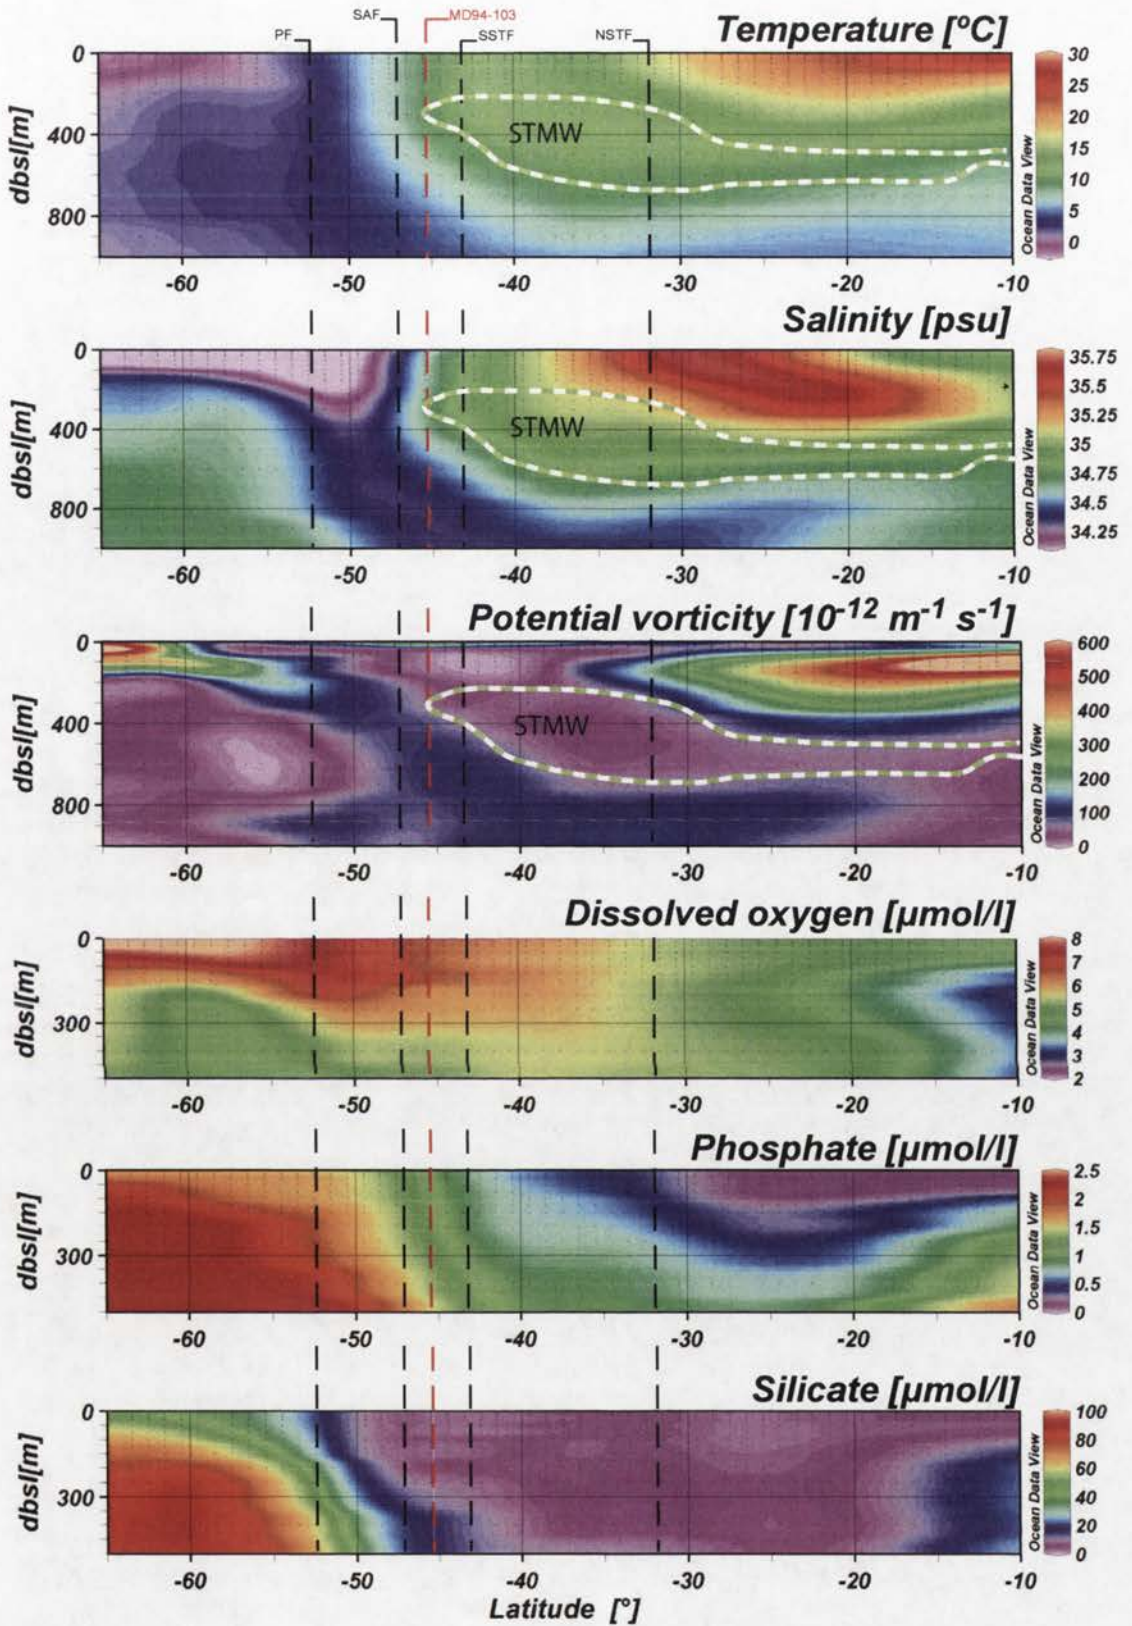 SAF MD94-103
PF SSTF NSTF
Temperature [ºC]
0
400
800
dbsl[m]
STMW
-60 -50 -40 -30 -20 -10
Ocean Data View
30
25
20
15
10
5
0
Salinity [psu]
0
400
800
dbsl[m]
STMW
-60 -50 -40 -30 -20 -10
Ocean Data View
35.75
35.5
35.25
35
34.75
34.5
34.25
Potential vorticity [10⁻¹² m⁻¹ s⁻¹]
0
400
800
dbsl[m]
STMW
-60 -50 -40 -30 -20 -10
Ocean Data View
600
500
400
300
200
100
0
Dissolved oxygen [µmol/l]
0
300
dbsl[m]
-60 -50 -40 -30 -20 -10
Ocean Data View
8
7
6
5
4
3
2
Phosphate [µmol/l]
0
300
dbsl[m]
-60 -50 -40 -30 -20 -10
Ocean Data View
2.5
2
1.5
1
0.5
0
Silicate [µmol/l]
0
300
dbsl[m]
-60 -50 -40 -30 -20 -10
Ocean Data View
100
80
60
40
20
0
Latitude [°]